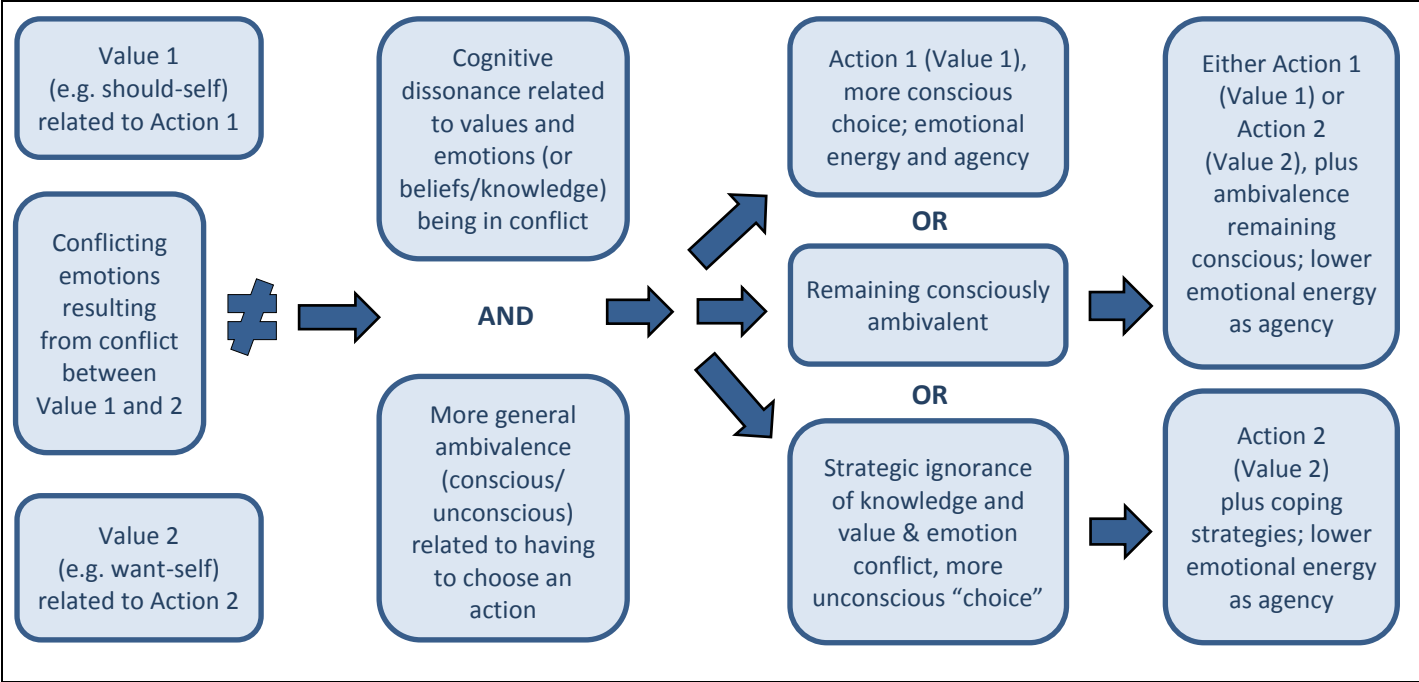 Value 1
(e.g. should-self)
related to Action 1
Conflicting
emotions
resulting
from conflict
between
Value 1 and 2
Value 2
(e.g. want-self)
related to Action 2
≠
Cognitive
dissonance related
to values and
emotions (or
beliefs/knowledge)
being in conflict
AND
More general
ambivalence
(conscious/
unconscious)
related to having
to choose an
action
Action 1 (Value 1),
more conscious
choice; emotional
energy and agency
OR
Remaining consciously
ambivalent
OR
Strategic ignorance
of knowledge and
value & emotion
conflict, more
unconscious “choice”
Either Action 1
(Value 1) or
Action 2
(Value 2), plus
ambivalence
remaining
conscious; lower
emotional energy
as agency
Action 2
(Value 2)
plus coping
strategies; lower
emotional energy
as agency